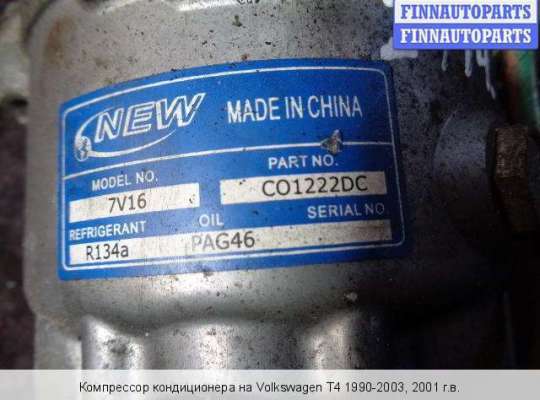 FINNAUTOPARTS
FINNAUTOPARTS
NEW
MADE IN CHINA
MODEL NO.
PART NO.
7V16
CO1222DC
REFRIGERANT
OIL
SERIAL NO
R134a
PAG46
Компрессор кондиционера на Volkswagen T4 1990-2003, 2001 г.в.